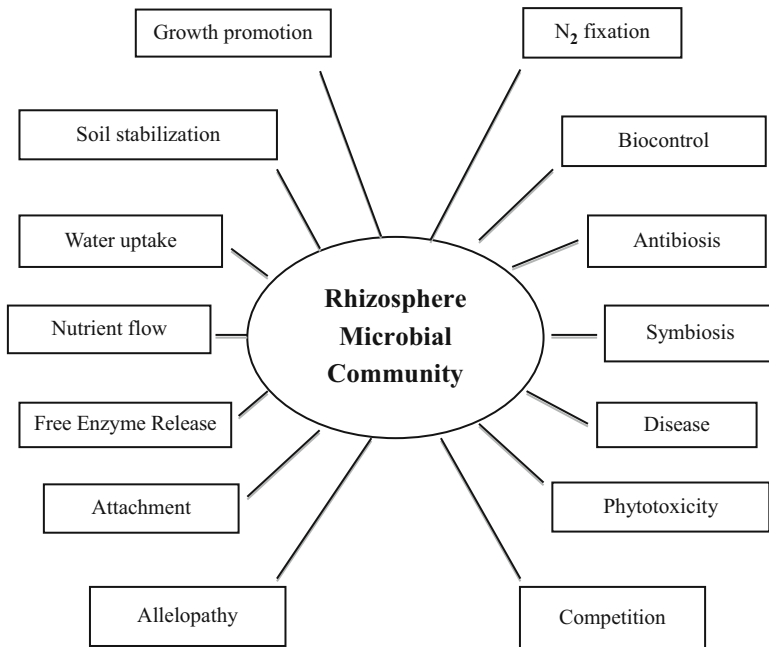 Growth promotion
N₂ fixation
Soil stabilization
Biocontrol
Water uptake
Antibiosis
Rhizosphere
Microbial
Community
Nutrient flow
Symbiosis
Free Enzyme Release
Disease
Attachment
Phytotoxicity
Allelopathy
Competition